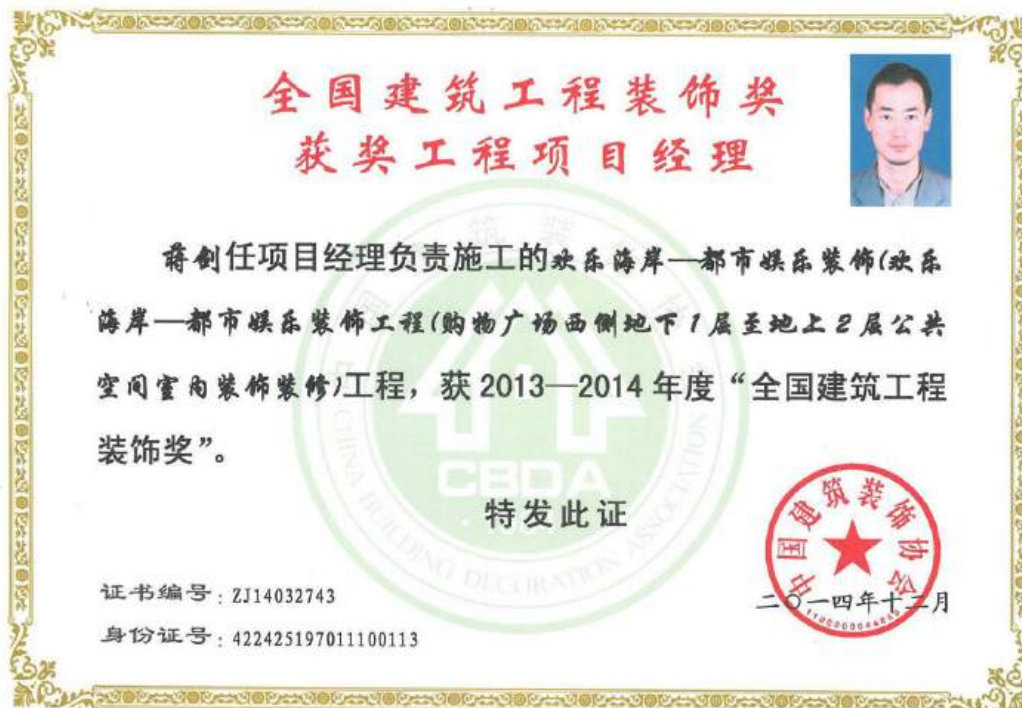 全国建筑工程装饰奖
获奖工程项目经理
蒋剑任项目经理负责施工的欢乐海岸—都市娱乐装饰(欢乐
海岸—都市娱乐装饰工程(购物广场西侧地下1层至地上2层公共
空间室内装饰装修)工程，获2013—2014年度“全国建筑工程
装饰奖”。
特发此证
证书编号：ZJ14032743
身份证号：422425197011100113
中国建筑装饰协会
二〇一四年十二月
CBDA
CHINA BUILDING DECORATION ASSOCIATION